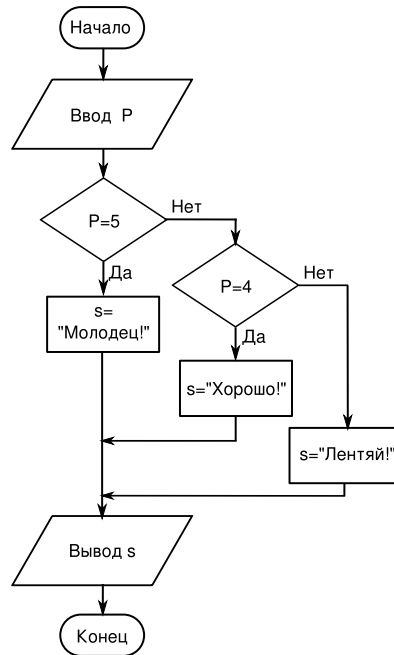 Начало
Ввод P
P=5
Нет
Да
P=4
Нет
Да
s=
"Молодец!"
s="Хорошо!"
s="Лентяй!"
Вывод s
Конец